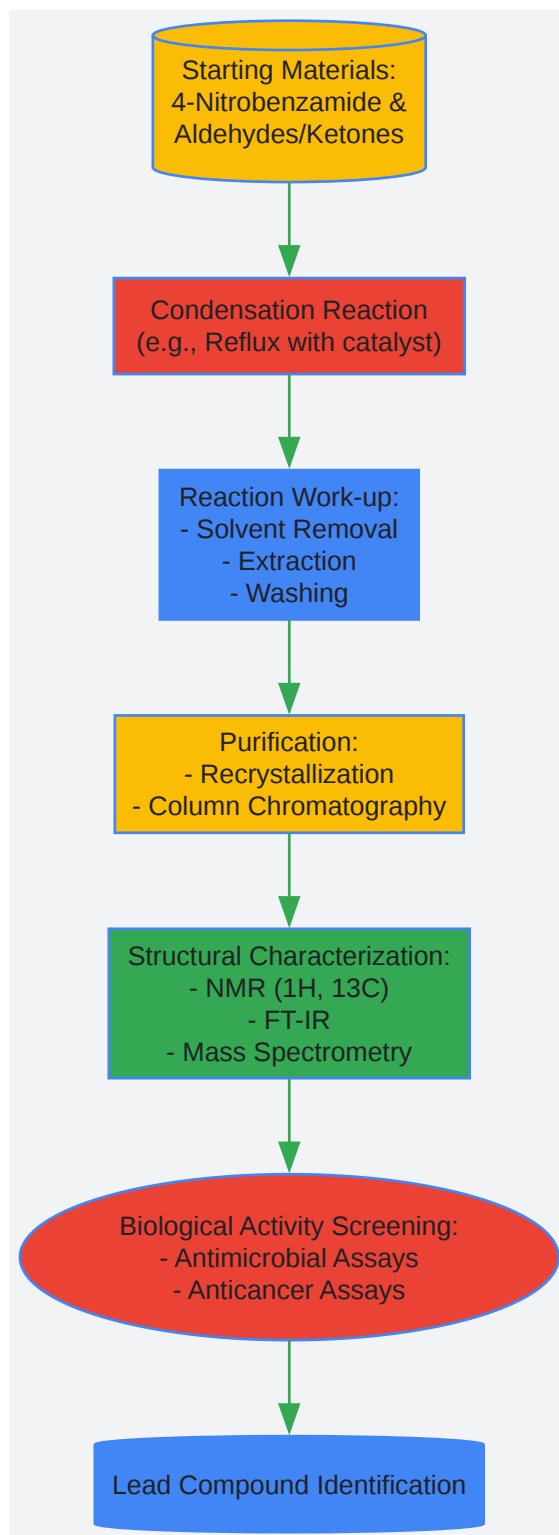 Starting Materials:
4-Nitrobenzamide &
Aldehydes/Ketones
Condensation Reaction
(e.g., Reflux with catalyst)
Reaction Work-up:
- Solvent Removal
- Extraction
- Washing
Purification:
- Recrystallization
- Column Chromatography
Structural Characterization:
- NMR (1H, 13C)
- FT-IR
- Mass Spectrometry
Biological Activity Screening:
- Antimicrobial Assays
- Anticancer Assays
Lead Compound Identification